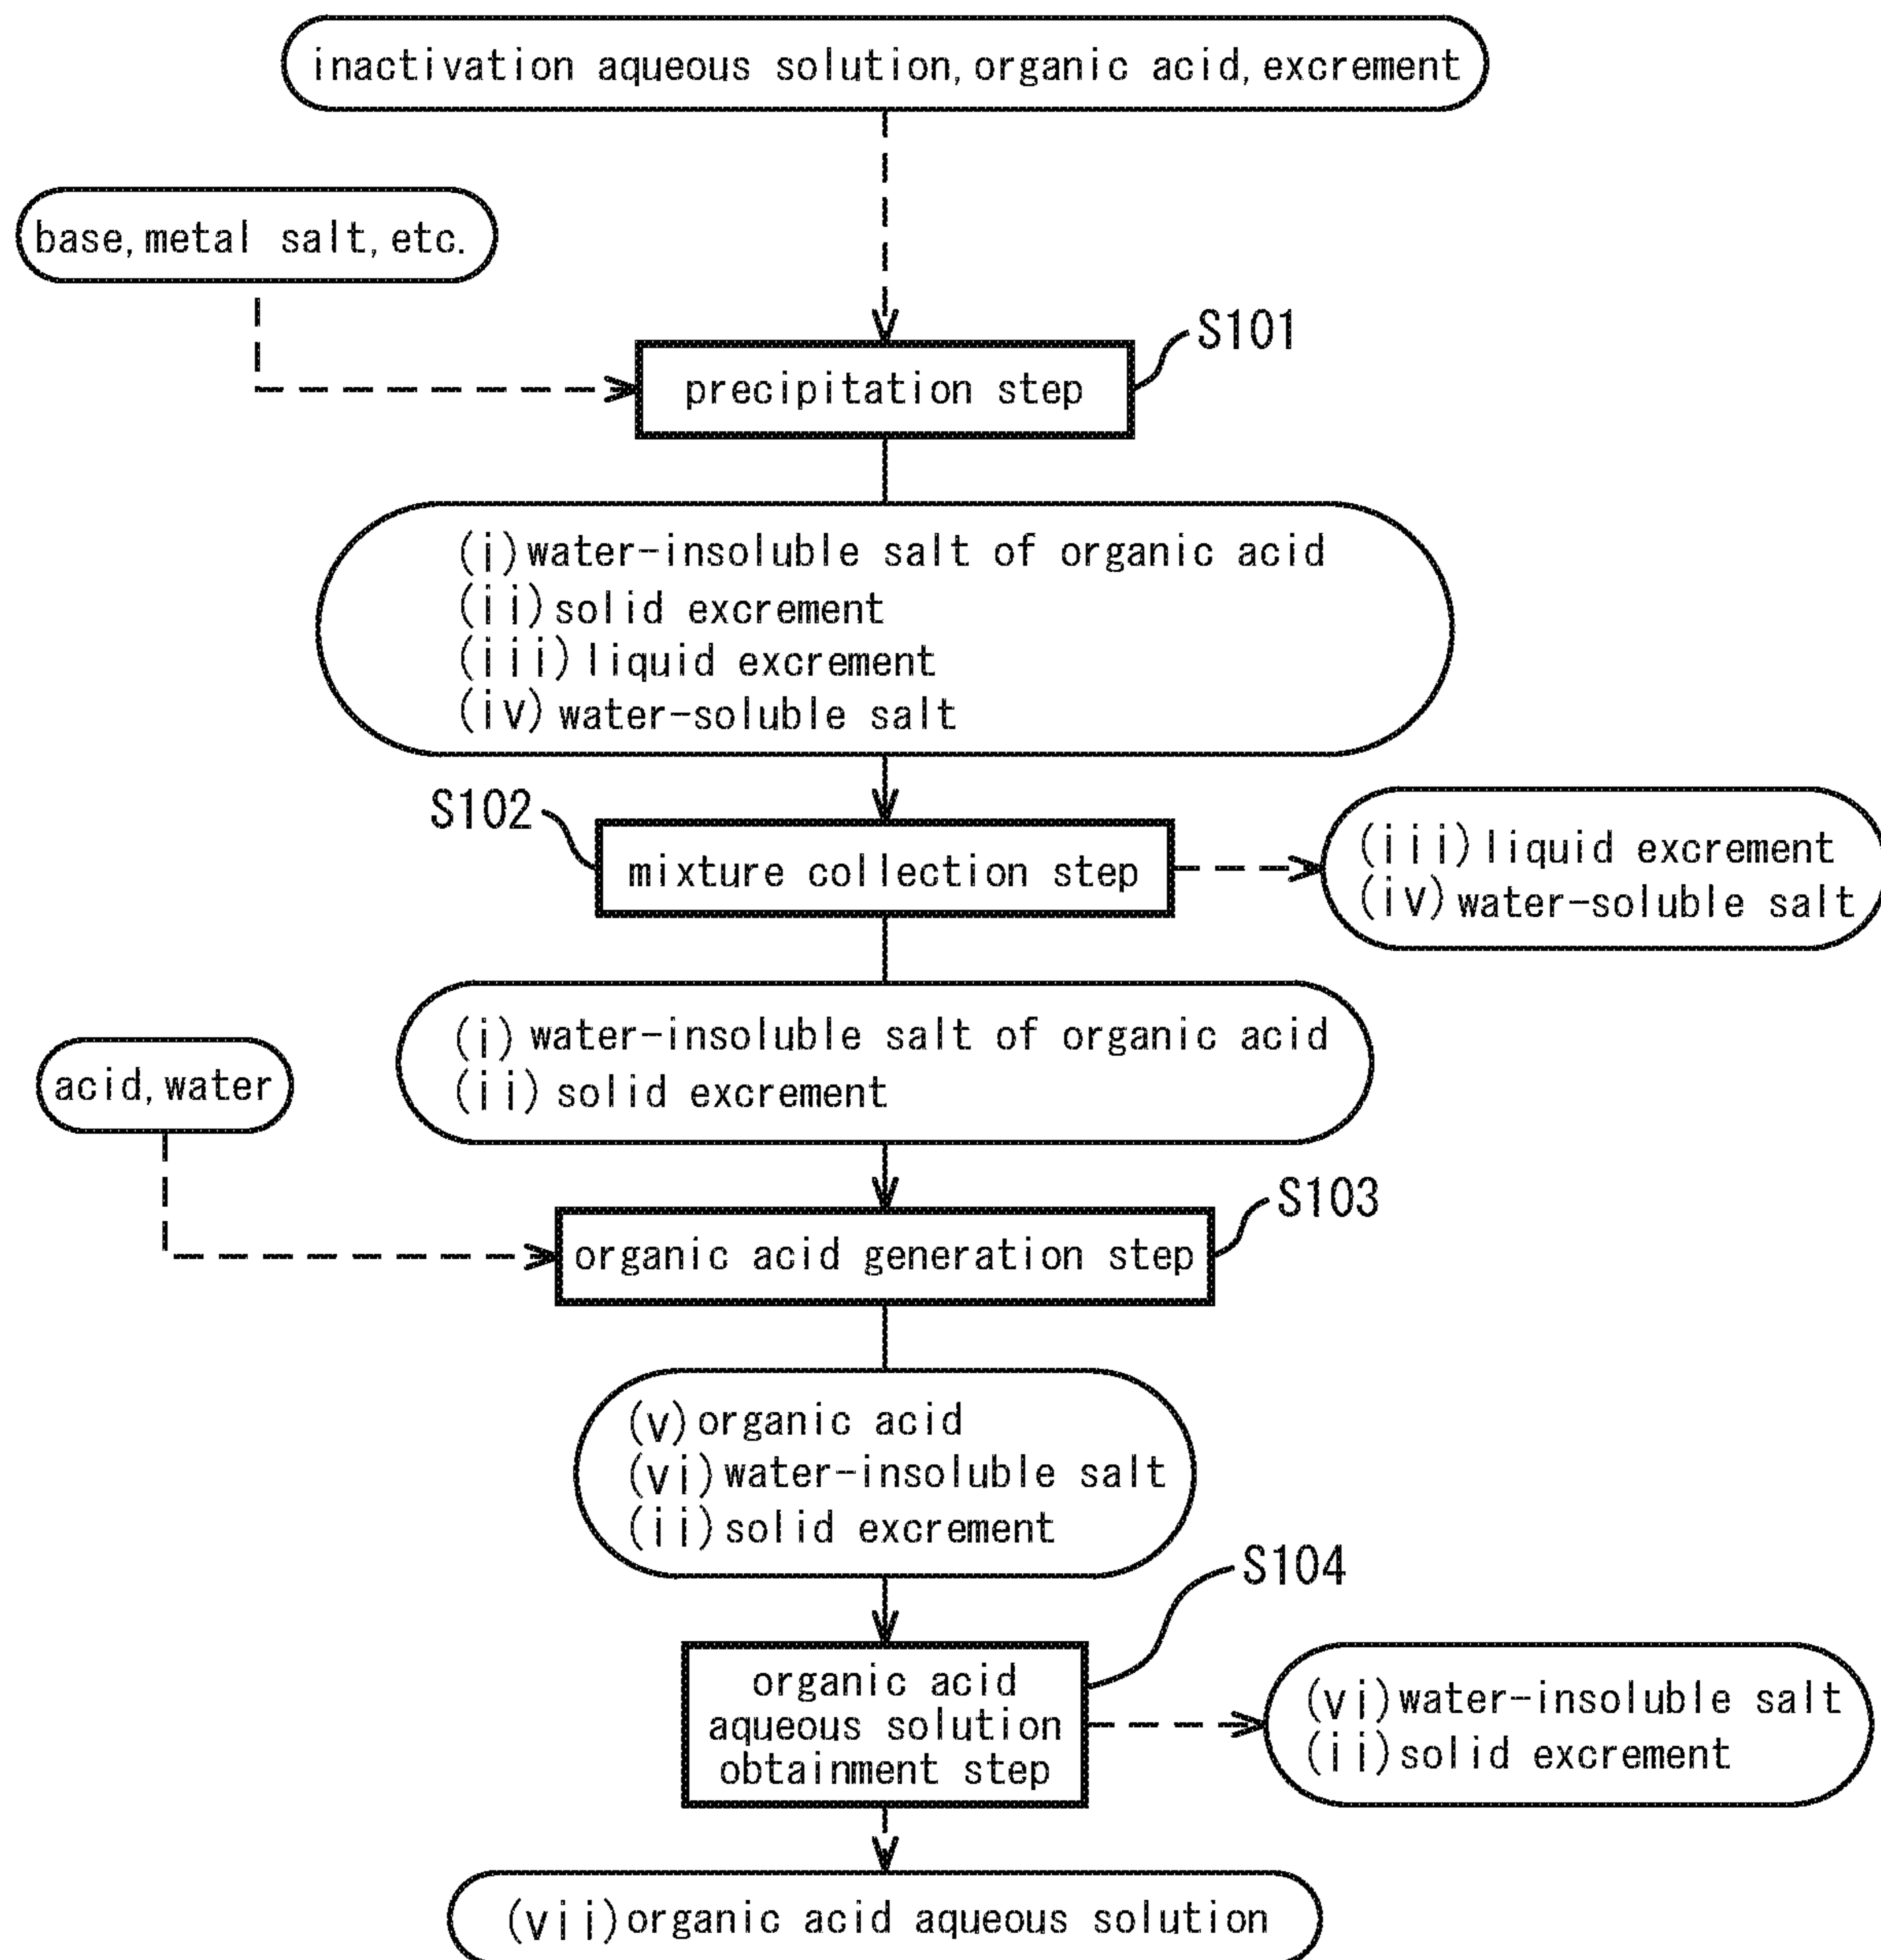 inactivation aqueous solution, organic acid, excrement
base, metal salt, etc.
S101
precipitation step
(i) water-insoluble salt of organic acid
(ii) solid excrement
(iii) liquid excrement
(iv) water-soluble salt
S102
mixture collection step
(iii) liquid excrement
(iv) water-soluble salt
(i) water-insoluble salt of organic acid
(ii) solid excrement
acid, water
S103
organic acid generation step
(v) organic acid
(vi) water-insoluble salt
(ii) solid excrement
S104
organic acid
aqueous solution
obtainment step
(vi) water-insoluble salt
(ii) solid excrement
(vii) organic acid aqueous solution